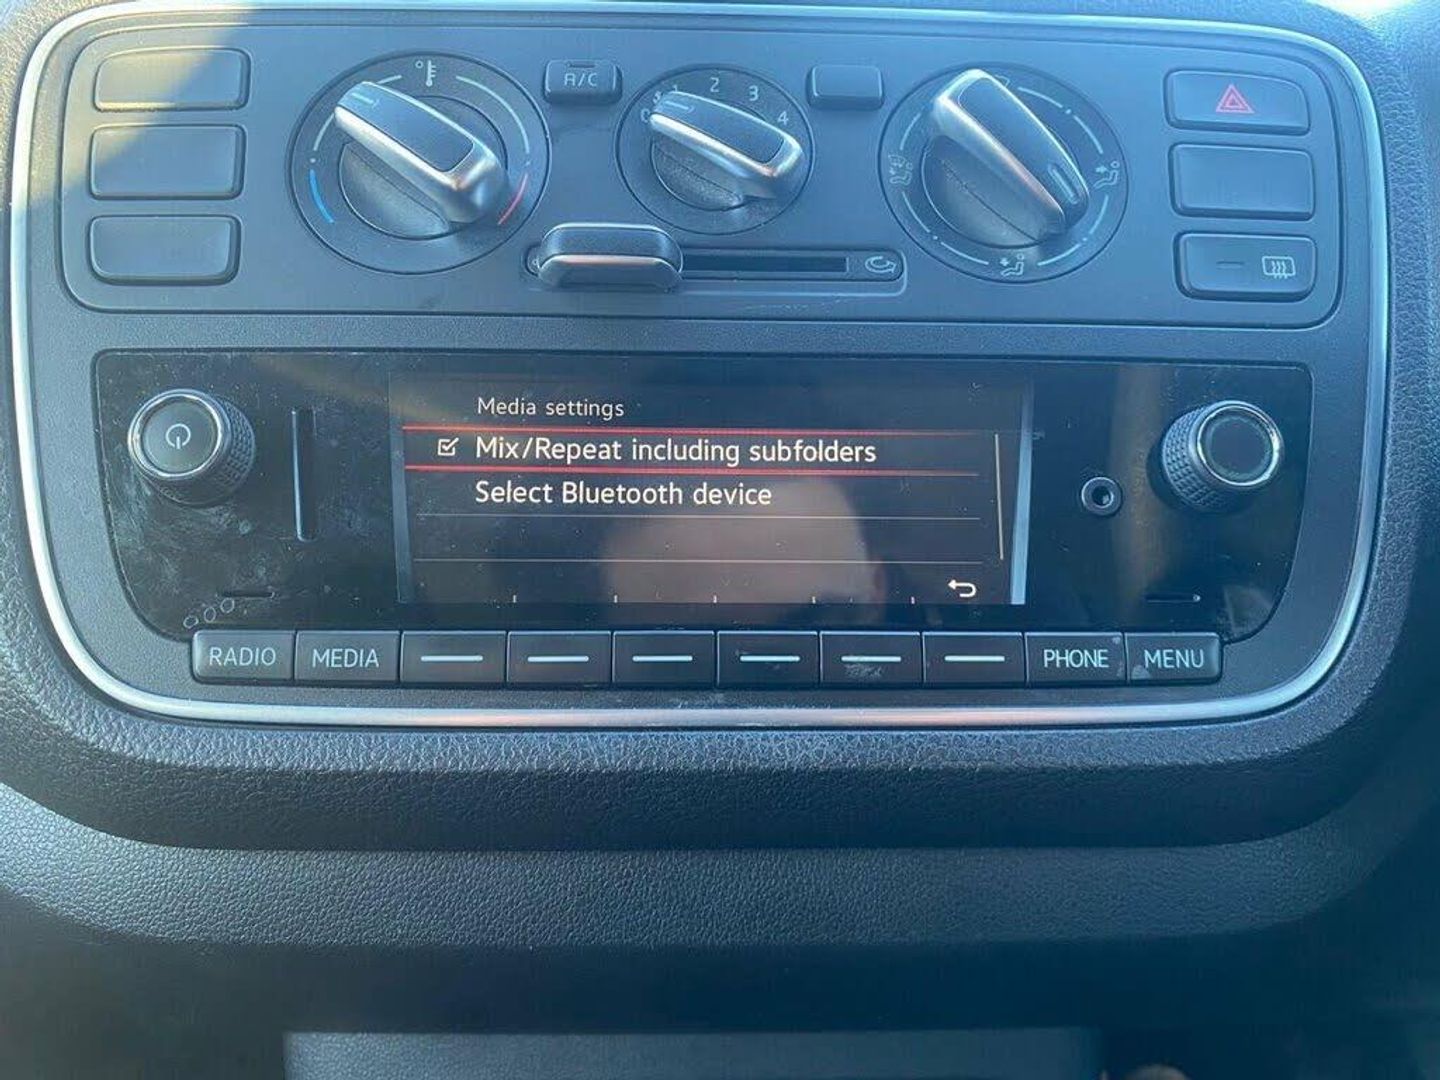 A/C
0 1 2 3 4
Media settings
Mix/Repeat including subfolders
Select Bluetooth device
RADIO MEDIA PHONE MENU